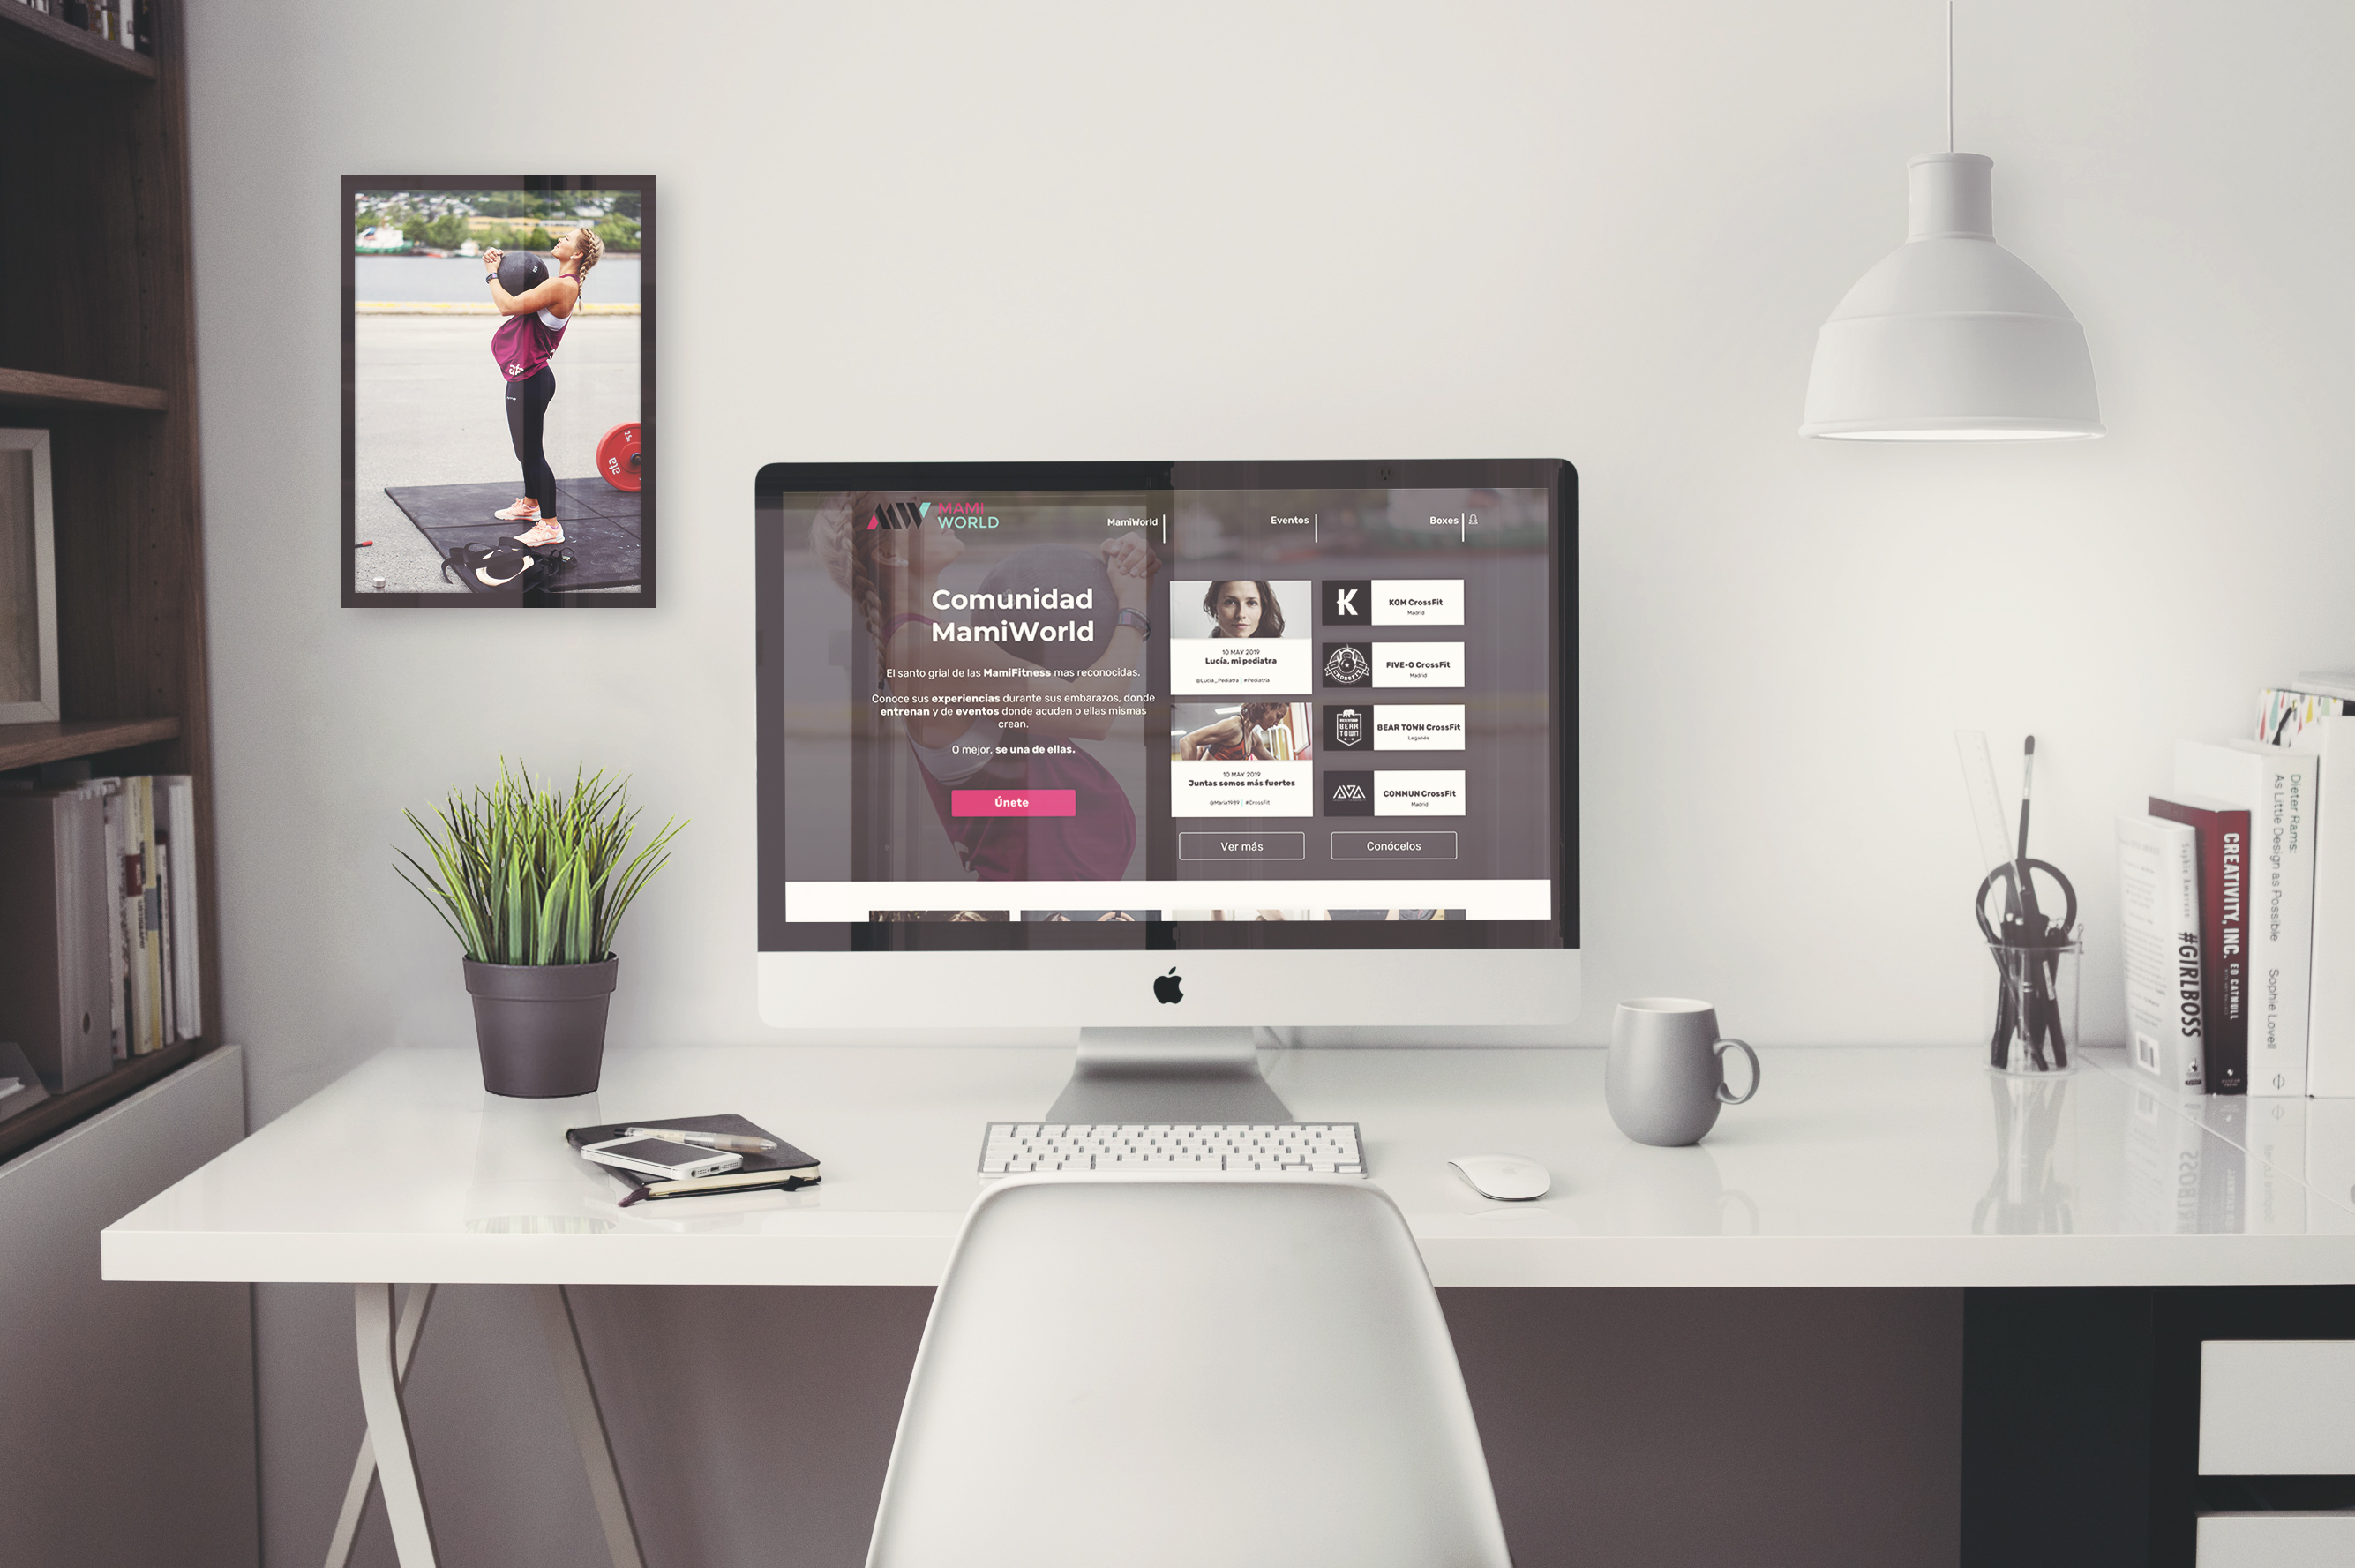 MAMI
WORLD
MamiWorld
Eventos
Boxes
Comunidad
MamiWorld
El santo grial de las MamiFitness mas reconocidas.
Conoce sus experiencias durante sus embarazos, donde
entrenan y de eventos donde acuden o ellas mismas
crean.
O mejor, se una de ellas.
Únete
10 MAY 2019
Lucía, mi pediatra
@Lucia_Pediatra | #Pediatria
10 MAY 2019
Juntas somos más fuertes
@Maria1989 | #CrossFit
Ver más
K
KOM CrossFit
Madrid
CROSSFIT
FIVE-O CrossFit
Madrid
BEAR
TOWN
BEAR TOWN CrossFit
Leganés
COMMUN CrossFit
Madrid
Conócelos
#GIRLBOSS
CREATIVITY, INC.
ED CATMULL
Dieter Rams:
As Little Design as Possible
Sophie Lovell